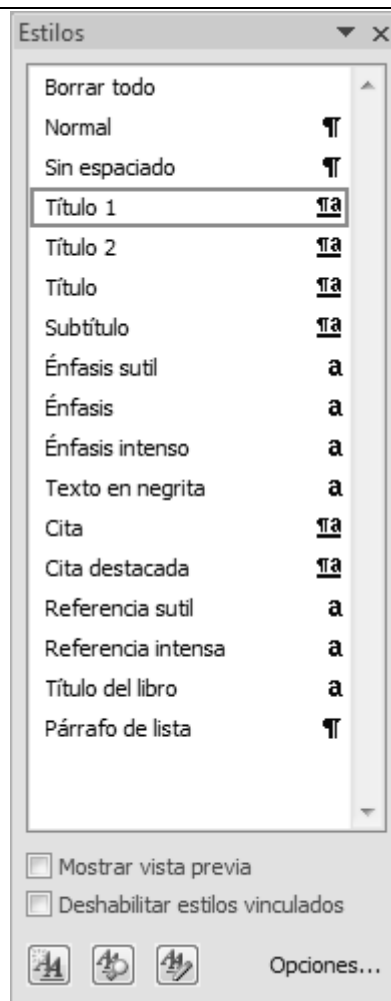 Estilos
Borrar todo
Normal ¶
Sin espaciado ¶
Título 1 ¶a
Título 2 ¶a
Título ¶a
Subtítulo ¶a
Énfasis sutil a
Énfasis a
Énfasis intenso a
Texto en negrita a
Cita ¶a
Cita destacada ¶a
Referencia sutil a
Referencia intensa a
Título del libro a
Párrafo de lista ¶
Mostrar vista previa
Deshabilitar estilos vinculados
Opciones...